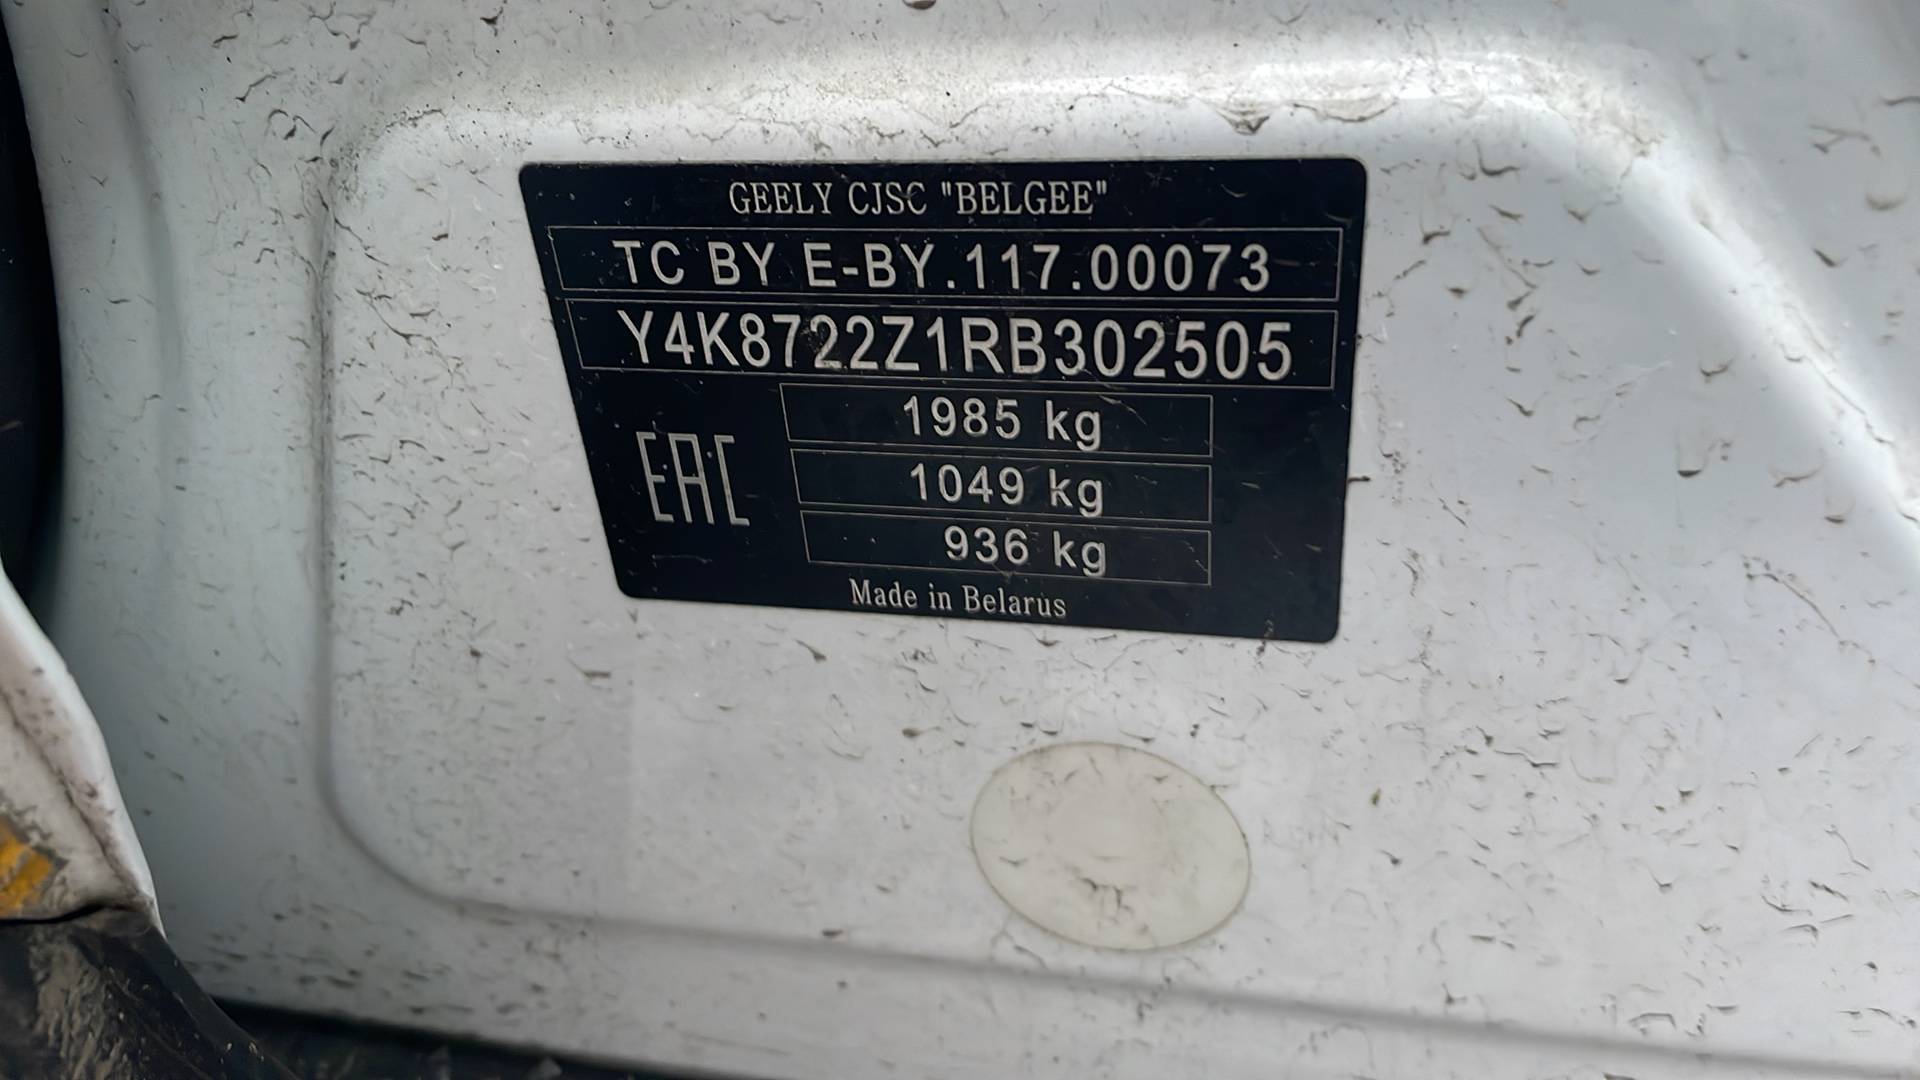 GEELY CJSC "BELGEE"
TC BY E-BY.117.00073
Y4K8722Z1RB302505
1985 kg
EAC
1049 kg
936 kg
Made in Belarus